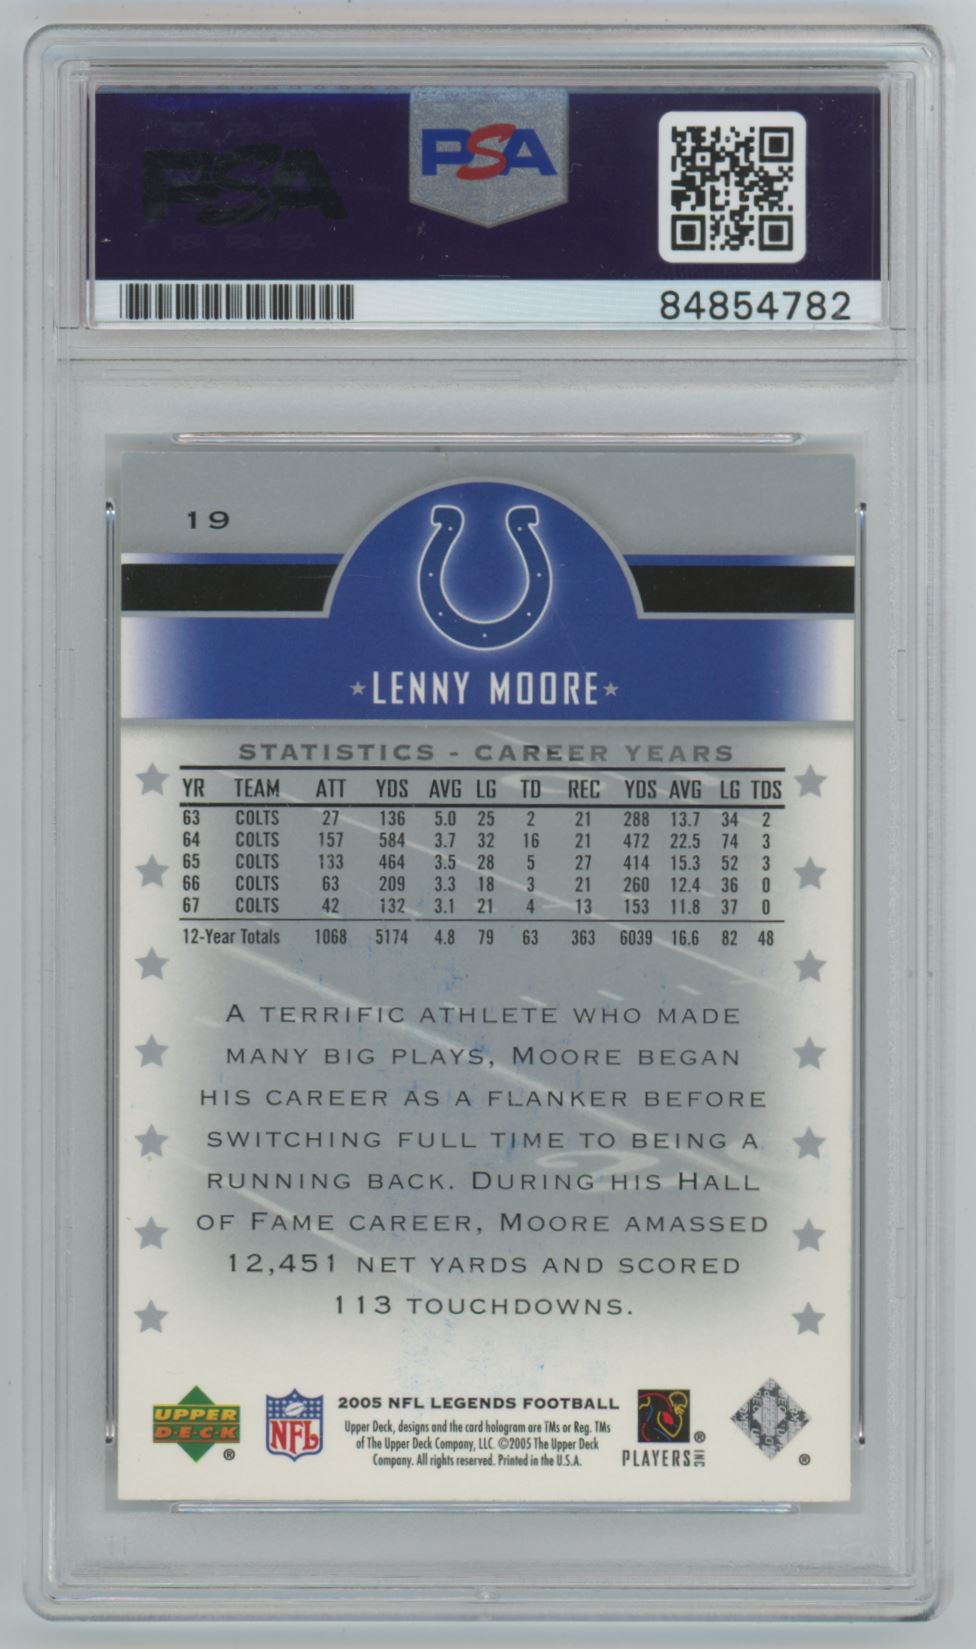 PSA
PSA
84854782
19
LENNY MOORE
STATISTICS - CAREER YEARS
YR TEAM ATT YDS AVG LG TD REC YDS AVG LG TDS
63 COLTS 27 136 5.0 25 2 21 288 13.7 34 2
64 COLTS 157 584 3.7 32 16 21 472 22.5 74 3
65 COLTS 133 464 3.5 28 5 27 414 15.3 52 3
66 COLTS 63 209 3.3 18 3 21 260 12.4 36 0
67 COLTS 42 132 3.1 21 4 13 153 11.8 37 0
12-Year Totals 1068 5174 4.8 79 63 363 6039 16.6 82 48
A TERRIFIC ATHLETE WHO MADE
MANY BIG PLAYS, MOORE BEGAN
HIS CAREER AS A FLANKER BEFORE
SWITCHING FULL TIME TO BEING A
RUNNING BACK. DURING HIS HALL
OF FAME CAREER, MOORE AMASSED
12,451 NET YARDS AND SCORED
113 TOUCHDOWNS.
UPPER
D·E·C·K
®
NFL
2005 NFL LEGENDS FOOTBALL
Upper Deck, designs and the card hologram are TMs or Reg. TMs
of The Upper Deck Company, LLC. ©2005 The Upper Deck
Company. All rights reserved. Printed in the U.S.A.
®
PLAYERS INC
®